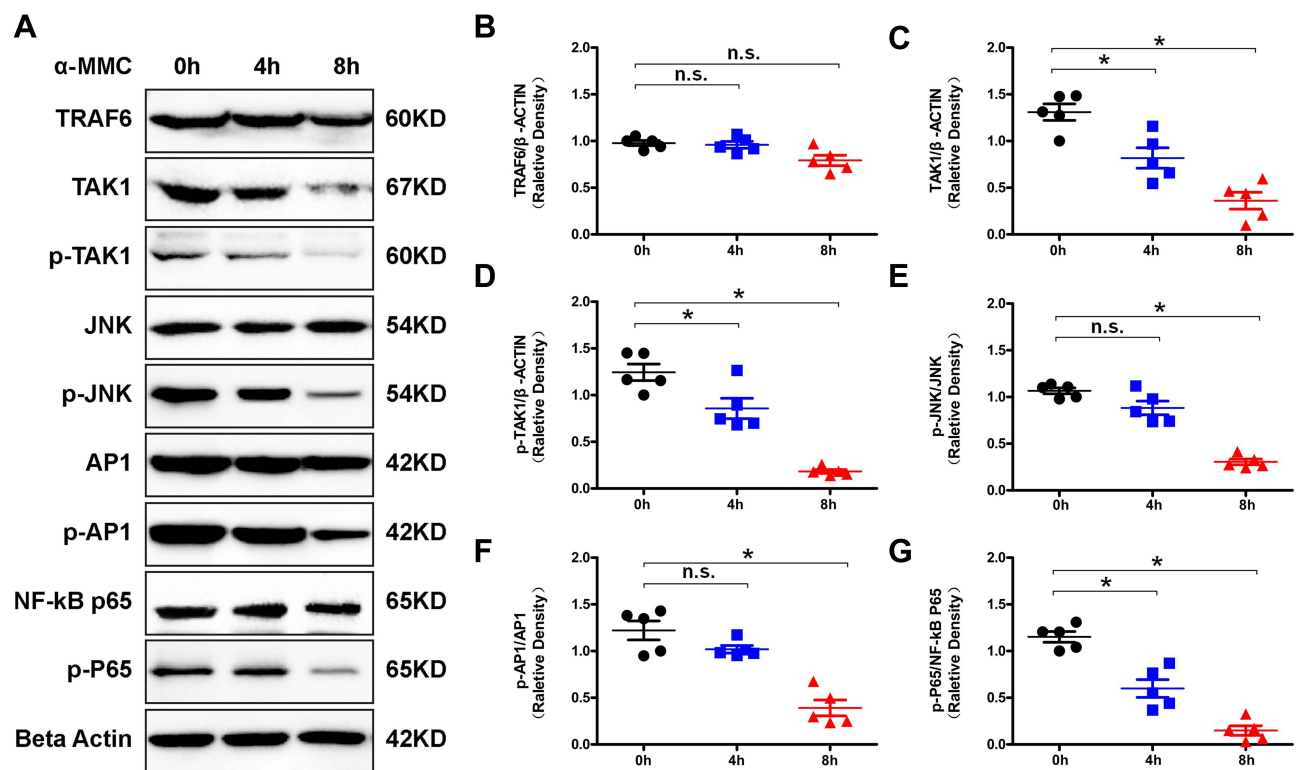 A
α-MMC 0h 4h 8h
TRAF6 60KD
TAK1 67KD
p-TAK1 60KD
JNK 54KD
p-JNK 54KD
AP1 42KD
p-AP1 42KD
NF-kB p65 65KD
p-P65 65KD
Beta Actin 42KD
B
TRAF6/β-ACTIN
(Raletive Density)
2.0
1.5
1.0
0.5
0.0
n.s.
n.s.
0h 4h 8h
C
TAK1/β-ACTIN
(Raletive Density)
2.0
1.5
1.0
0.5
0.0
*
*
0h 4h 8h
D
p-TAK1/β-ACTIN
(Raletive Density)
2.0
1.5
1.0
0.5
0.0
*
*
0h 4h 8h
E
p-JNK/JNK
(Raletive Density)
2.0
1.5
1.0
0.5
0.0
*
n.s.
0h 4h 8h
F
p-AP1/AP1
(Raletive Density)
2.0
1.5
1.0
0.5
0.0
*
n.s.
0h 4h 8h
G
p-P65/NF-kB P65
(Raletive Density)
2.0
1.5
1.0
0.5
0.0
*
*
0h 4h 8h